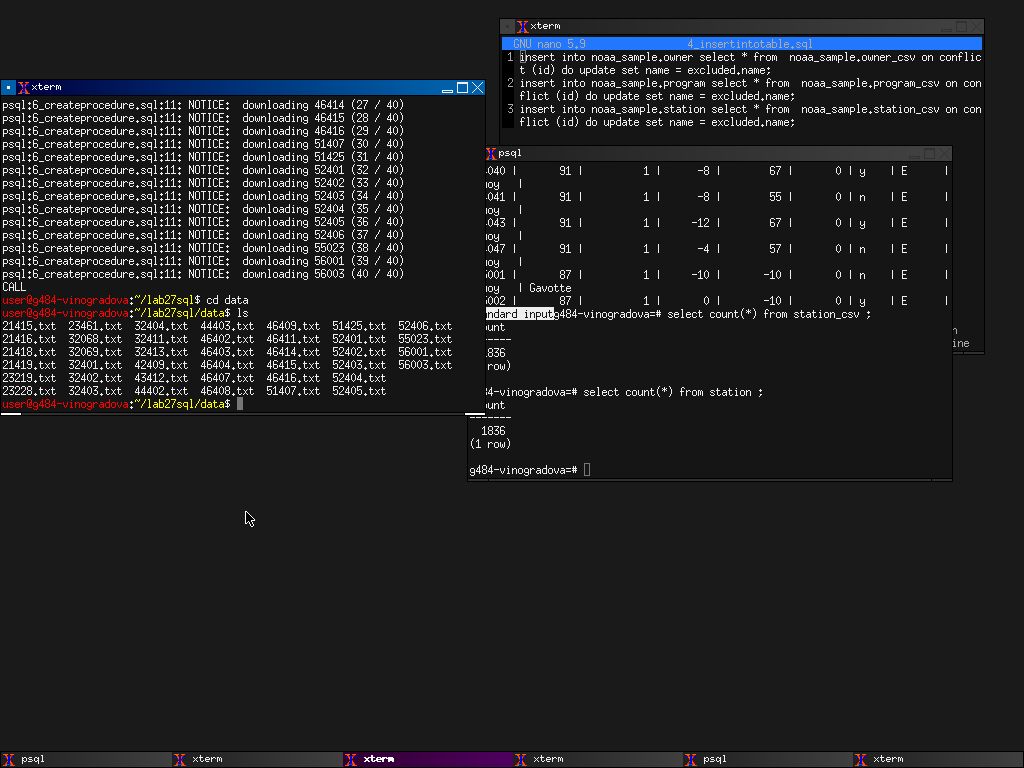 xterm
psql:6_createprocedure.sql:11: NOTICE:  downloading 46414 (27 / 40)
psql:6_createprocedure.sql:11: NOTICE:  downloading 46415 (28 / 40)
psql:6_createprocedure.sql:11: NOTICE:  downloading 46416 (29 / 40)
psql:6_createprocedure.sql:11: NOTICE:  downloading 51407 (30 / 40)
psql:6_createprocedure.sql:11: NOTICE:  downloading 51425 (31 / 40)
psql:6_createprocedure.sql:11: NOTICE:  downloading 52401 (32 / 40)
psql:6_createprocedure.sql:11: NOTICE:  downloading 52402 (33 / 40)
psql:6_createprocedure.sql:11: NOTICE:  downloading 52403 (34 / 40)
psql:6_createprocedure.sql:11: NOTICE:  downloading 52404 (35 / 40)
psql:6_createprocedure.sql:11: NOTICE:  downloading 52405 (36 / 40)
psql:6_createprocedure.sql:11: NOTICE:  downloading 52406 (37 / 40)
psql:6_createprocedure.sql:11: NOTICE:  downloading 55023 (38 / 40)
psql:6_createprocedure.sql:11: NOTICE:  downloading 56001 (39 / 40)
psql:6_createprocedure.sql:11: NOTICE:  downloading 56003 (40 / 40)
CALL
user@g484-vinogradova:~/lab27sql$ cd data
user@g484-vinogradova:~/lab27sql/data$ ls
21415.txt  23461.txt  32404.txt  44403.txt  46409.txt  51425.txt  52406.txt
21416.txt  32068.txt  32411.txt  46402.txt  46411.txt  52401.txt  55023.txt
21418.txt  32069.txt  32413.txt  46403.txt  46414.txt  52402.txt  56001.txt
21419.txt  32401.txt  42409.txt  46404.txt  46415.txt  52403.txt  56003.txt
23219.txt  32402.txt  43412.txt  46407.txt  46416.txt  52404.txt
23228.txt  32403.txt  44402.txt  46408.txt  51407.txt  52405.txt
user@g484-vinogradova:~/lab27sql/data$
xterm
GNU nano 5.9                 4_insertintotable.sql
1 insert into noaa_sample.owner select * from  noaa_sample.owner_csv on conflic
t (id) do update set name = excluded.name;
2 insert into noaa_sample.program select * from  noaa_sample.program_csv on con
flict (id) do update set name = excluded.name;
3 insert into noaa_sample.station select * from  noaa_sample.station_csv on con
flict (id) do update set name = excluded.name;
n
ine
psql
040 |       91 |          1 |      -8 |       67 |       0 | y    | E      |
uoy   |
041 |       91 |          1 |      -8 |       55 |       0 | n    | E      |
uoy   |
043 |       91 |          1 |     -12 |       67 |       0 | y    | E      |
uoy   |
047 |       91 |          1 |      -4 |       57 |       0 | n    | E      |
uoy   |
001 |       87 |          1 |     -10 |      -10 |       0 | n    | E      |
uoy   | Gavotte
002 |       87 |          1 |       0 |      -10 |       0 | y    | E      |
ndard inputg484-vinogradova=# select count(*) from station_csv ;
ount
-------
1836
row)
84-vinogradova=# select count(*) from station ;
ount
-------
1836
(1 row)
g484-vinogradova=#
psql
xterm
xterm
xterm
psql
xterm